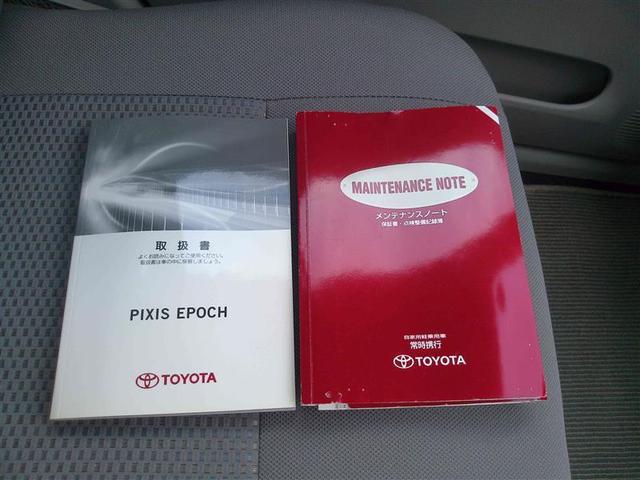 取扱書
よくお読みになってご使用ください。
取扱書は車の中に保管しましょう。
PIXIS EPOCH
TOYOTA
MAINTENANCE NOTE
メンテナンスノート
保証書・点検整備記録簿
自家用軽乗用車
常時携行
TOYOTA